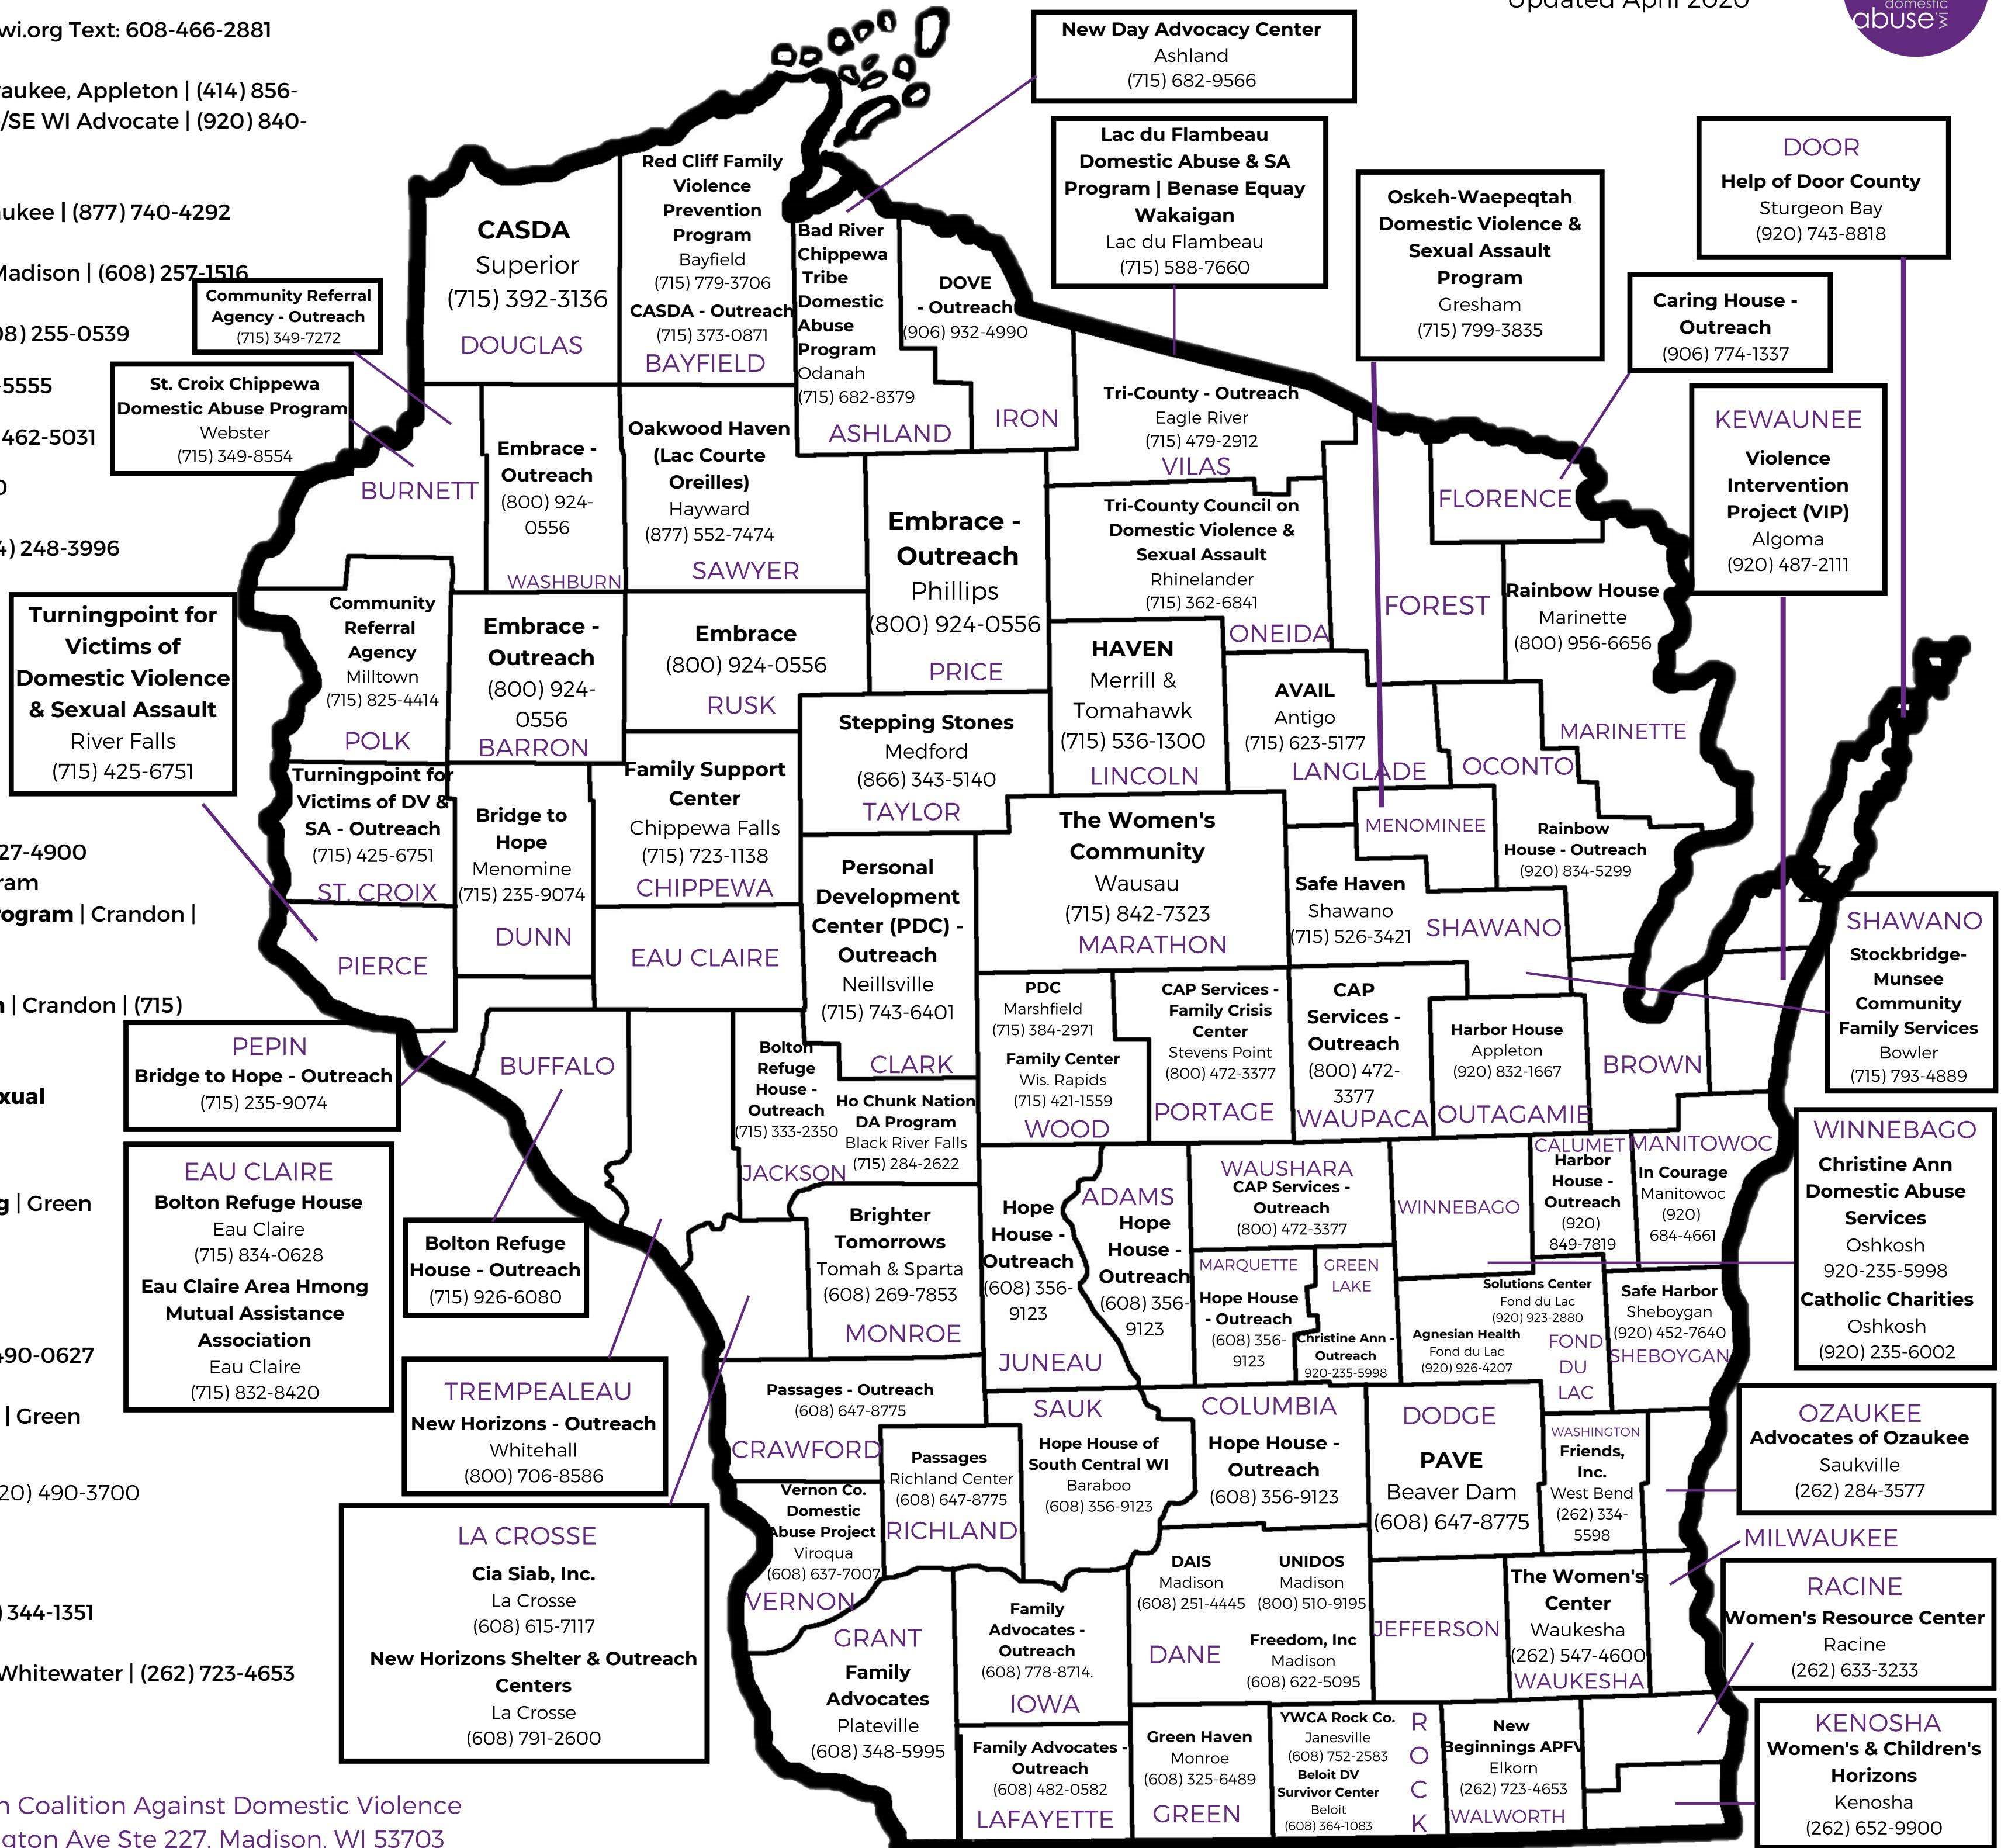 wi.org Text: 608-466-2881
aukee, Appleton | (414) 856-
/SE WI Advocate | (920) 840-
ukee | (877) 740-4292
Madison | (608) 257-1516
8) 255-0539
-5555
462-5031
0
4) 248-3996
27-4900
ram
rogram | Crandon |
n | Crandon | (715)
xual
g | Green
490-0627
| Green
20) 490-3700
) 344-1351
Whitewater | (262) 723-4653
n Coalition Against Domestic Violence
gton Ave Ste 227, Madison, WI 53703
Updated April 2020
domestic
abuse wi
New Day Advocacy Center
Ashland
(715) 682-9566
Lac du Flambeau
Domestic Abuse & SA
Program | Benase Equay
Wakaigan
Lac du Flambeau
(715) 588-7660
Oskeh-Waepeqtah
Domestic Violence &
Sexual Assault
Program
Gresham
(715) 799-3835
DOOR
Help of Door County
Sturgeon Bay
(920) 743-8818
Caring House -
Outreach
(906) 774-1337
KEWAUNEE
Violence
Intervention
Project (VIP)
Algoma
(920) 487-2111
Community Referral
Agency - Outreach
(715) 349-7272
St. Croix Chippewa
Domestic Abuse Program
Webster
(715) 349-8554
BURNETT
CASDA
Superior
(715) 392-3136
DOUGLAS
Red Cliff Family
Violence
Prevention
Program
Bayfield
(715) 779-3706
CASDA - Outreach
(715) 373-0871
BAYFIELD
Bad River
Chippewa
Tribe
Domestic
Abuse
Program
Odanah
(715) 682-8379
ASHLAND
DOVE
- Outreach
(906) 932-4990
IRON
Tri-County - Outreach
Eagle River
(715) 479-2912
VILAS
FLORENCE
Embrace -
Outreach
(800) 924-
0556
WASHBURN
Oakwood Haven
(Lac Courte
Oreilles)
Hayward
(877) 552-7474
SAWYER
Embrace -
Outreach
Phillips
(800) 924-0556
PRICE
Tri-County Council on
Domestic Violence &
Sexual Assault
Rhinelander
(715) 362-6841
ONEIDA
FOREST
Rainbow House
Marinette
(800) 956-6656
MARINETTE
Turningpoint for
Victims of
Domestic Violence
& Sexual Assault
River Falls
(715) 425-6751
Community
Referral
Agency
Milltown
(715) 825-4414
POLK
Embrace -
Outreach
(800) 924-
0556
BARRON
Embrace
(800) 924-0556
RUSK
HAVEN
Merrill &
Tomahawk
(715) 536-1300
LINCOLN
AVAIL
Antigo
(715) 623-5177
LANGLADE
OCONTO
Rainbow
House - Outreach
(920) 834-5299
MENOMINEE
Stepping Stones
Medford
(866) 343-5140
TAYLOR
Turningpoint for
Victims of DV &
SA - Outreach
(715) 425-6751
ST. CROIX
Bridge to
Hope
Menomine
(715) 235-9074
DUNN
Family Support
Center
Chippewa Falls
(715) 723-1138
CHIPPEWA
Personal
Development
Center (PDC) -
Outreach
Neillsville
(715) 743-6401
CLARK
The Women's
Community
Wausau
(715) 842-7323
MARATHON
Safe Haven
Shawano
(715) 526-3421
SHAWANO
SHAWANO
Stockbridge-
Munsee
Community
Family Services
Bowler
(715) 793-4889
PIERCE
EAU CLAIRE
PEPIN
Bridge to Hope - Outreach
(715) 235-9074
BUFFALO
EAU CLAIRE
Bolton Refuge House
Eau Claire
(715) 834-0628
Eau Claire Area Hmong
Mutual Assistance
Association
Eau Claire
(715) 832-8420
Bolton Refuge
House - Outreach
(715) 926-6080
Bolton
Refuge
House -
Outreach
(715) 333-2350
JACKSON
Ho Chunk Nation
DA Program
Black River Falls
(715) 284-2622
PDC
Marshfield
(715) 384-2971
Family Center
Wis. Rapids
(715) 421-1559
WOOD
CAP Services -
Family Crisis
Center
Stevens Point
(800) 472-3377
PORTAGE
CAP
Services -
Outreach
(800) 472-
3377
WAUPACA
Harbor House
Appleton
(920) 832-1667
OUTAGAMIE
BROWN
WINNEBAGO
Christine Ann
Domestic Abuse
Services
Oshkosh
920-235-5998
Catholic Charities
Oshkosh
(920) 235-6002
Brighter
Tomorrows
Tomah & Sparta
(608) 269-7853
MONROE
Hope
House -
Outreach
(608) 356-
9123
JUNEAU
ADAMS
Hope
House -
Outreach
(608) 356-
9123
WAUSHARA
CAP Services -
Outreach
(800) 472-3377
WINNEBAGO
CALUMET
Harbor
House -
Outreach
(920)
849-7819
MANITOWOC
In Courage
Manitowoc
(920)
684-4661
MARQUETTE
Hope House
- Outreach
(608) 356-
9123
GREEN
LAKE
Christine Ann -
Outreach
920-235-5998
Solutions Center
Fond du Lac
(920) 923-2880
Agnesian Health
Fond du Lac
(920) 926-4207
FOND
DU
LAC
Safe Harbor
Sheboygan
(920) 452-7640
SHEBOYGAN
TREMPEALEAU
New Horizons - Outreach
Whitehall
(800) 706-8586
LA CROSSE
Cia Siab, Inc.
La Crosse
(608) 615-7117
New Horizons Shelter & Outreach
Centers
La Crosse
(608) 791-2600
Passages - Outreach
(608) 647-8775
CRAWFORD
Passages
Richland Center
(608) 647-8775
RICHLAND
SAUK
Hope House of
South Central WI
Baraboo
(608) 356-9123
COLUMBIA
Hope House -
Outreach
(608) 356-9123
DODGE
PAVE
Beaver Dam
(608) 647-8775
WASHINGTON
Friends,
Inc.
West Bend
(262) 334-
5598
OZAUKEE
Advocates of Ozaukee
Saukville
(262) 284-3577
MILWAUKEE
Vernon Co.
Domestic
Abuse Project
Viroqua
(608) 637-7007
VERNON
GRANT
Family
Advocates
Plateville
(608) 348-5995
Family
Advocates -
Outreach
(608) 778-8714.
IOWA
DAIS
Madison
(608) 251-4445
UNIDOS
Madison
(800) 510-9195
DANE
Freedom, Inc
Madison
(608) 622-5095
JEFFERSON
The Women's
Center
Waukesha
(262) 547-4600
WAUKESHA
RACINE
Women's Resource Center
Racine
(262) 633-3233
Family Advocates -
Outreach
(608) 482-0582
LAFAYETTE
Green Haven
Monroe
(608) 325-6489
GREEN
YWCA Rock Co.
Janesville
(608) 752-2583
Beloit DV
Survivor Center
Beloit
(608) 364-1083
R
O
C
K
New
Beginnings APFV
Elkorn
(262) 723-4653
WALWORTH
KENOSHA
Women's & Children's
Horizons
Kenosha
(262) 652-9900